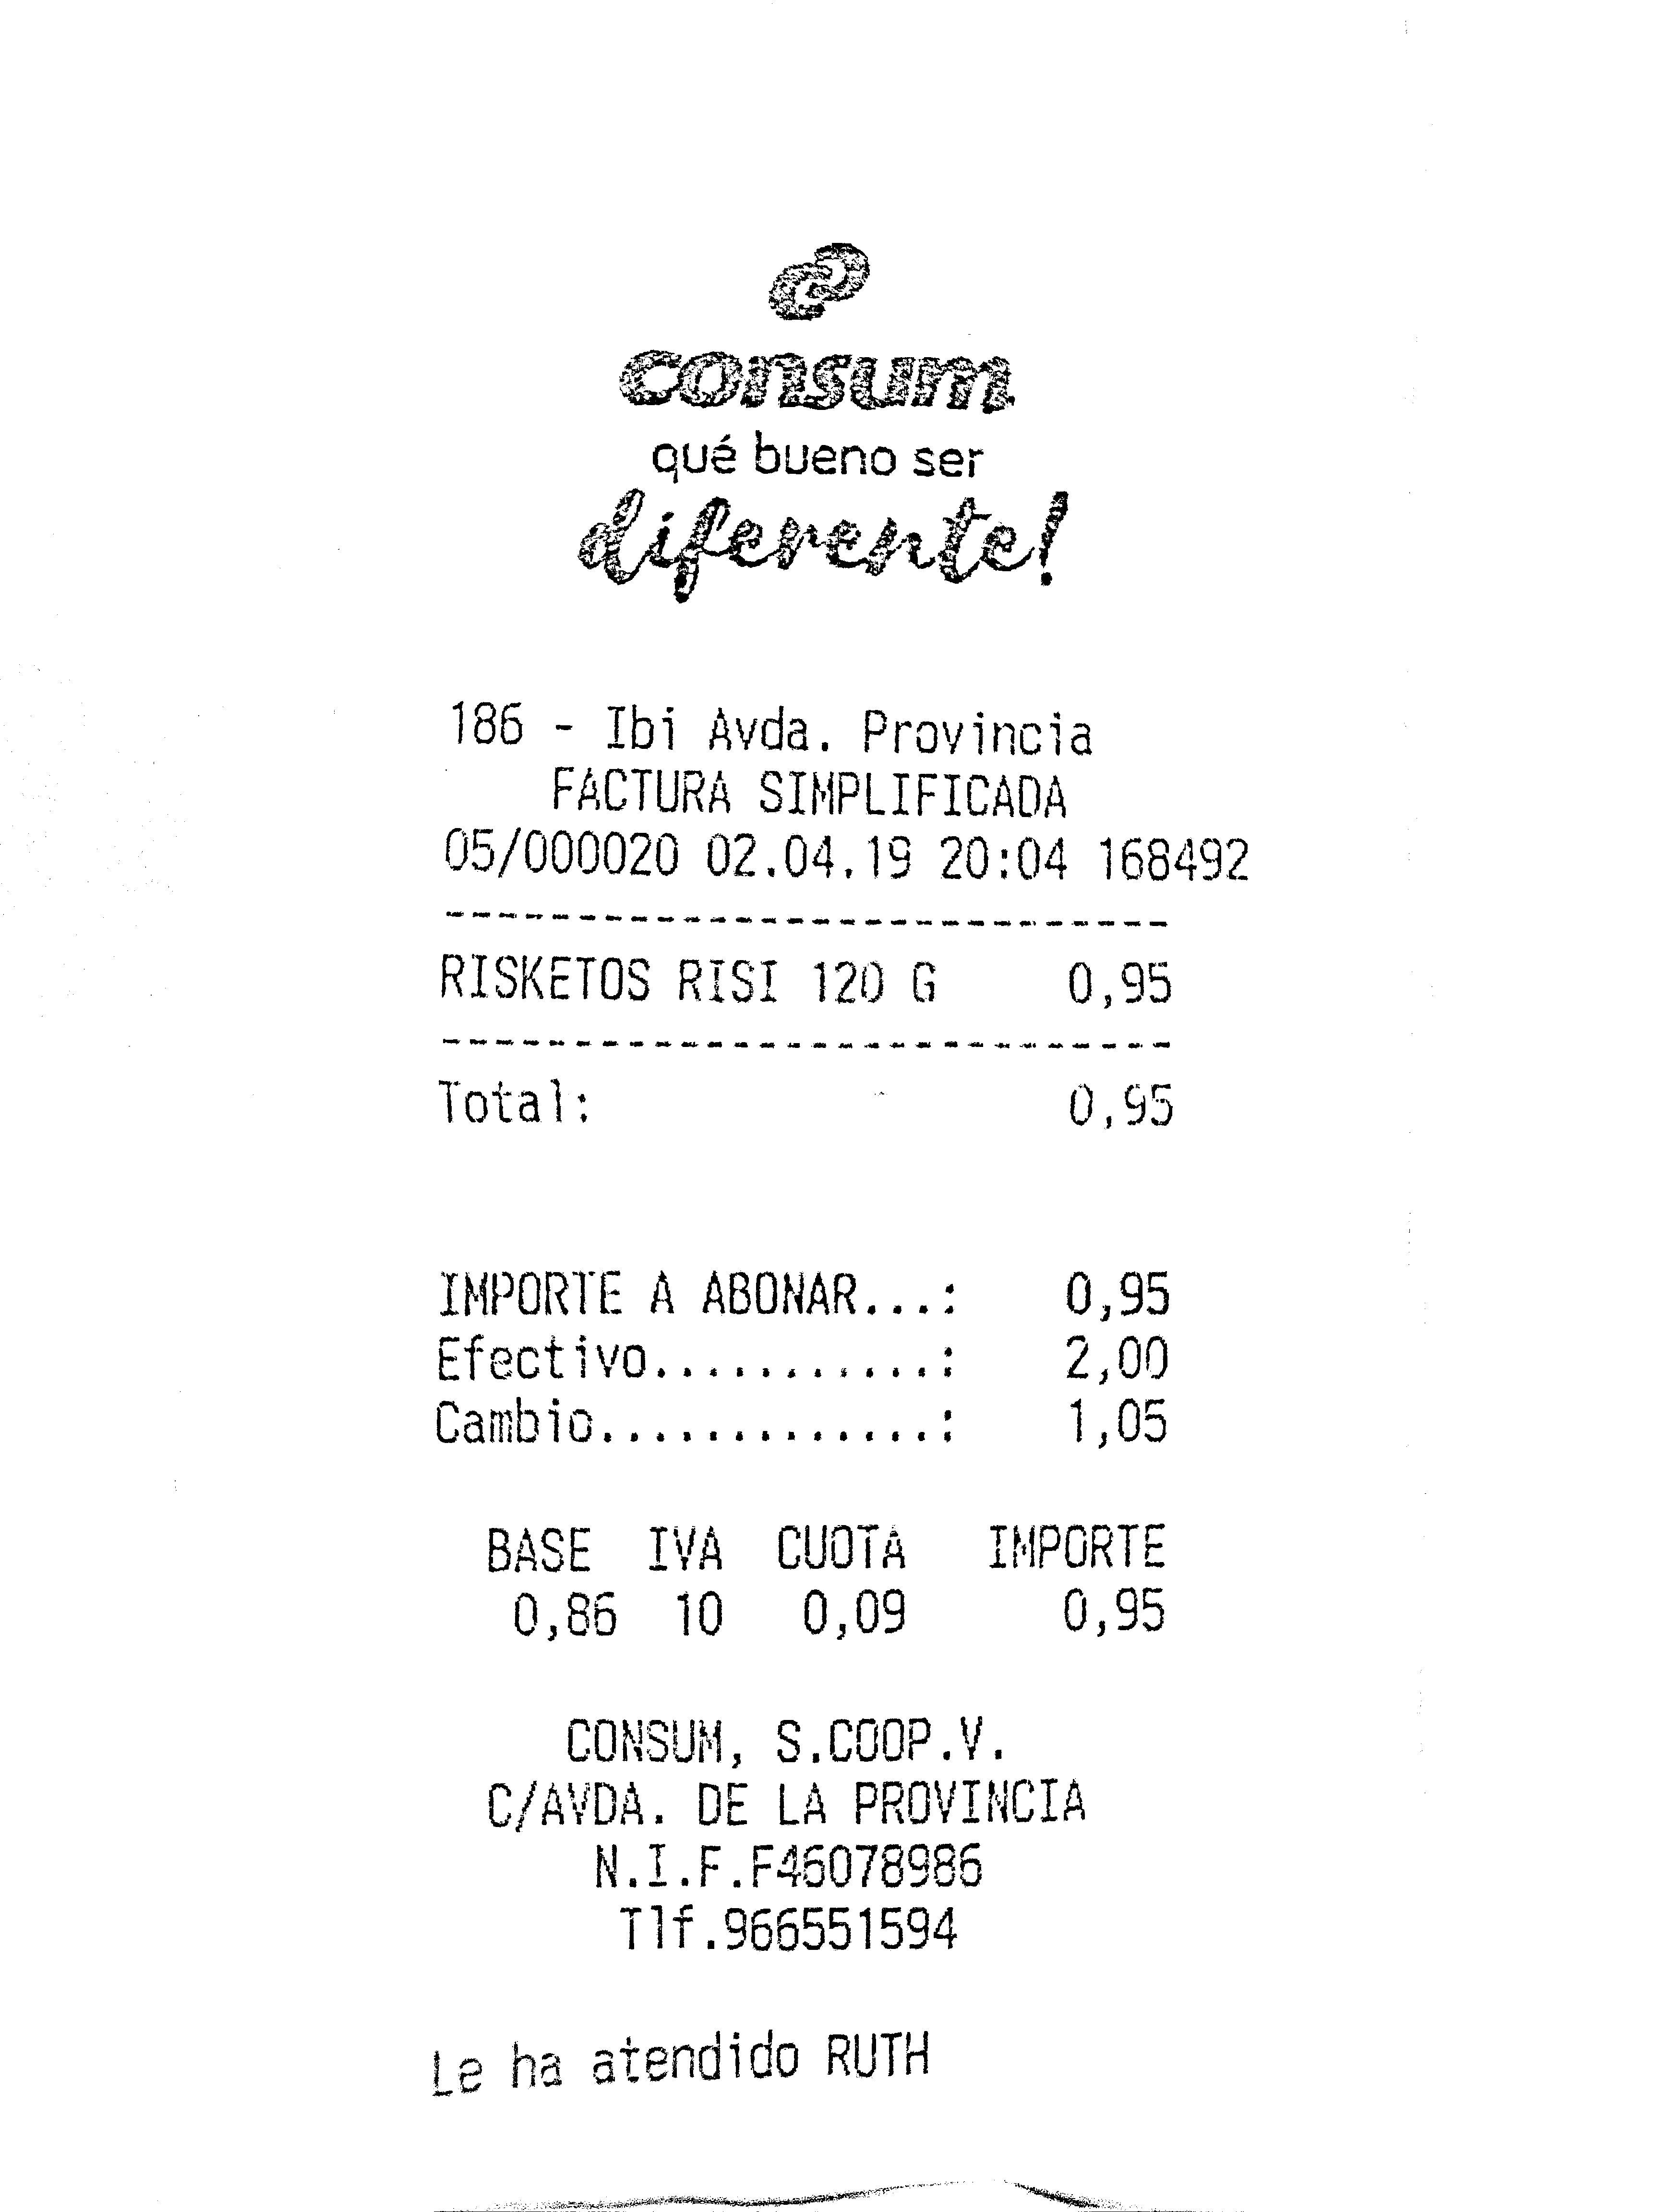 consum
qué bueno ser
diferente!
186 - Ibi Avda. Provincia
FACTURA SIMPLIFICADA
05/000020 02.04.19 20:04 168492
----------------------------
RISKETOS RISI 120 G 0,95
----------------------------
Total: 0,95
IMPORTE A ABONAR...: 0,95
Efectivo...........: 2,00
Cambio.............: 1,05
BASE IVA CUOTA IMPORTE
0,86 10 0,09 0,95
CONSUM, S.COOP.V.
C/AVDA. DE LA PROVINCIA
N.I.F.F46078986
Tlf.966551594
Le ha atendido RUTH